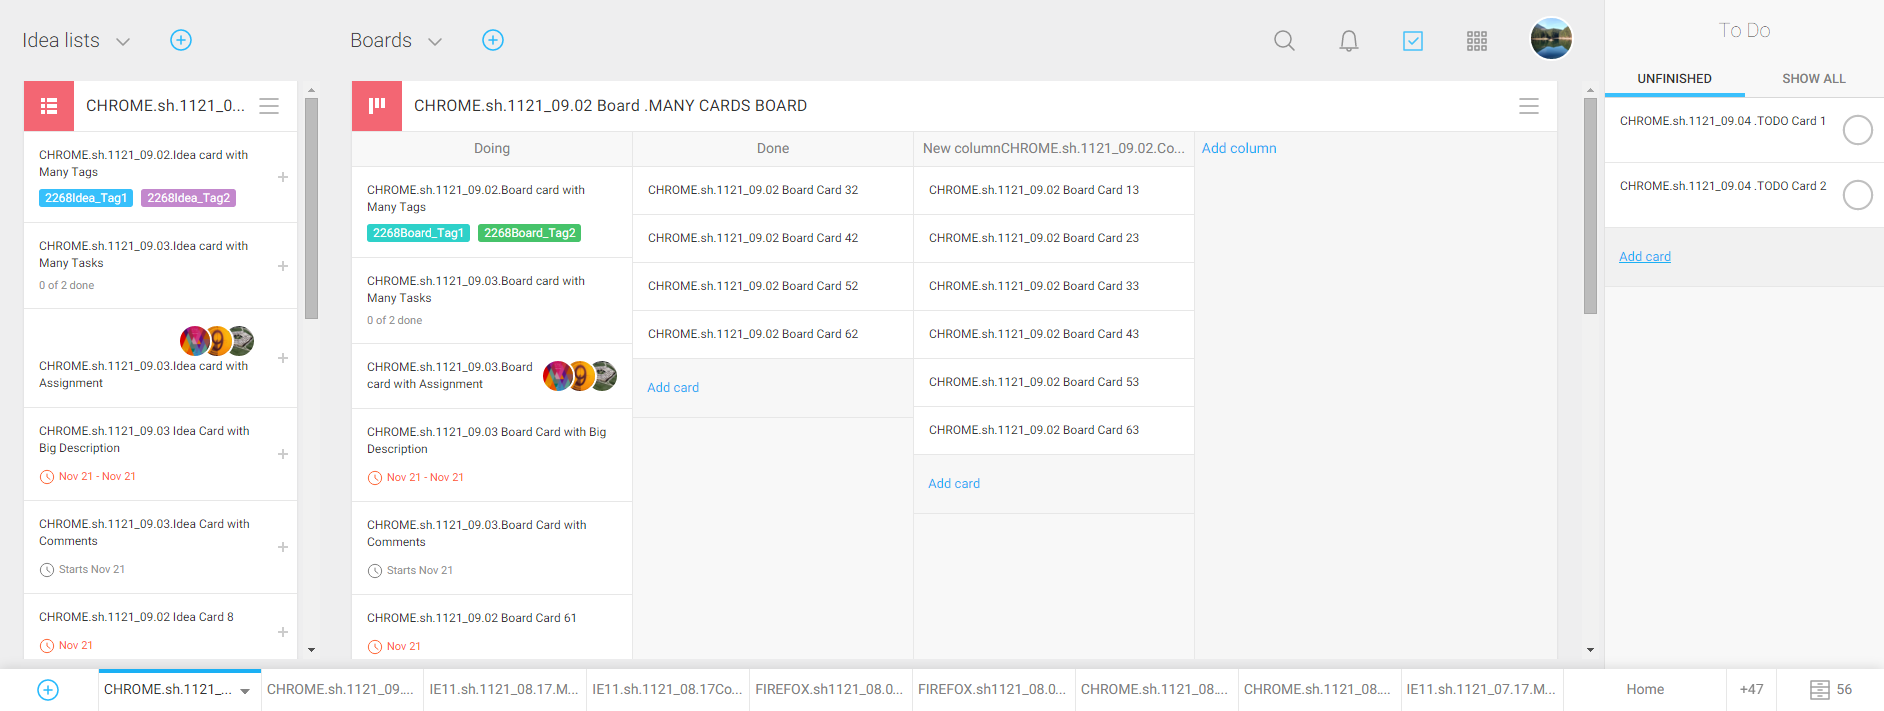 Idea lists
Boards
To Do
UNFINISHED
SHOW ALL
CHROME.sh.1121_0...
CHROME.sh.1121_09.02.Idea card with
Many Tags
2268Idea_Tag1 2268Idea_Tag2
CHROME.sh.1121_09.03.Idea card with
Many Tasks
0 of 2 done
CHROME.sh.1121_09.03.Idea card with
Assignment
CHROME.sh.1121_09.03 Idea Card with
Big Description
Nov 21 - Nov 21
CHROME.sh.1121_09.03.Idea Card with
Comments
Starts Nov 21
CHROME.sh.1121_09.02 Idea Card 8
Nov 21
CHROME.sh.1121_09.02 Board .MANY CARDS BOARD
Doing
CHROME.sh.1121_09.02.Board card with
Many Tags
2268Board_Tag1 2268Board_Tag2
CHROME.sh.1121_09.03.Board card with
Many Tasks
0 of 2 done
CHROME.sh.1121_09.03.Board
card with Assignment
CHROME.sh.1121_09.03 Board Card with Big
Description
Nov 21 - Nov 21
CHROME.sh.1121_09.03.Board Card with
Comments
Starts Nov 21
CHROME.sh.1121_09.02 Board Card 61
Nov 21
Done
CHROME.sh.1121_09.02 Board Card 32
CHROME.sh.1121_09.02 Board Card 42
CHROME.sh.1121_09.02 Board Card 52
CHROME.sh.1121_09.02 Board Card 62
Add card
New columnCHROME.sh.1121_09.02.Co...
CHROME.sh.1121_09.02 Board Card 13
CHROME.sh.1121_09.02 Board Card 23
CHROME.sh.1121_09.02 Board Card 33
CHROME.sh.1121_09.02 Board Card 43
CHROME.sh.1121_09.02 Board Card 53
CHROME.sh.1121_09.02 Board Card 63
Add card
Add column
CHROME.sh.1121_09.04 .TODO Card 1
CHROME.sh.1121_09.04 .TODO Card 2
Add card
CHROME.sh.1121_...
CHROME.sh.1121_09....
IE11.sh.1121_08.17.M...
IE11.sh.1121_08.17Co...
FIREFOX.sh1121_08.0...
FIREFOX.sh1121_08.0...
CHROME.sh.1121_08....
CHROME.sh.1121_08....
IE11.sh.1121_07.17.M...
Home
+47
56